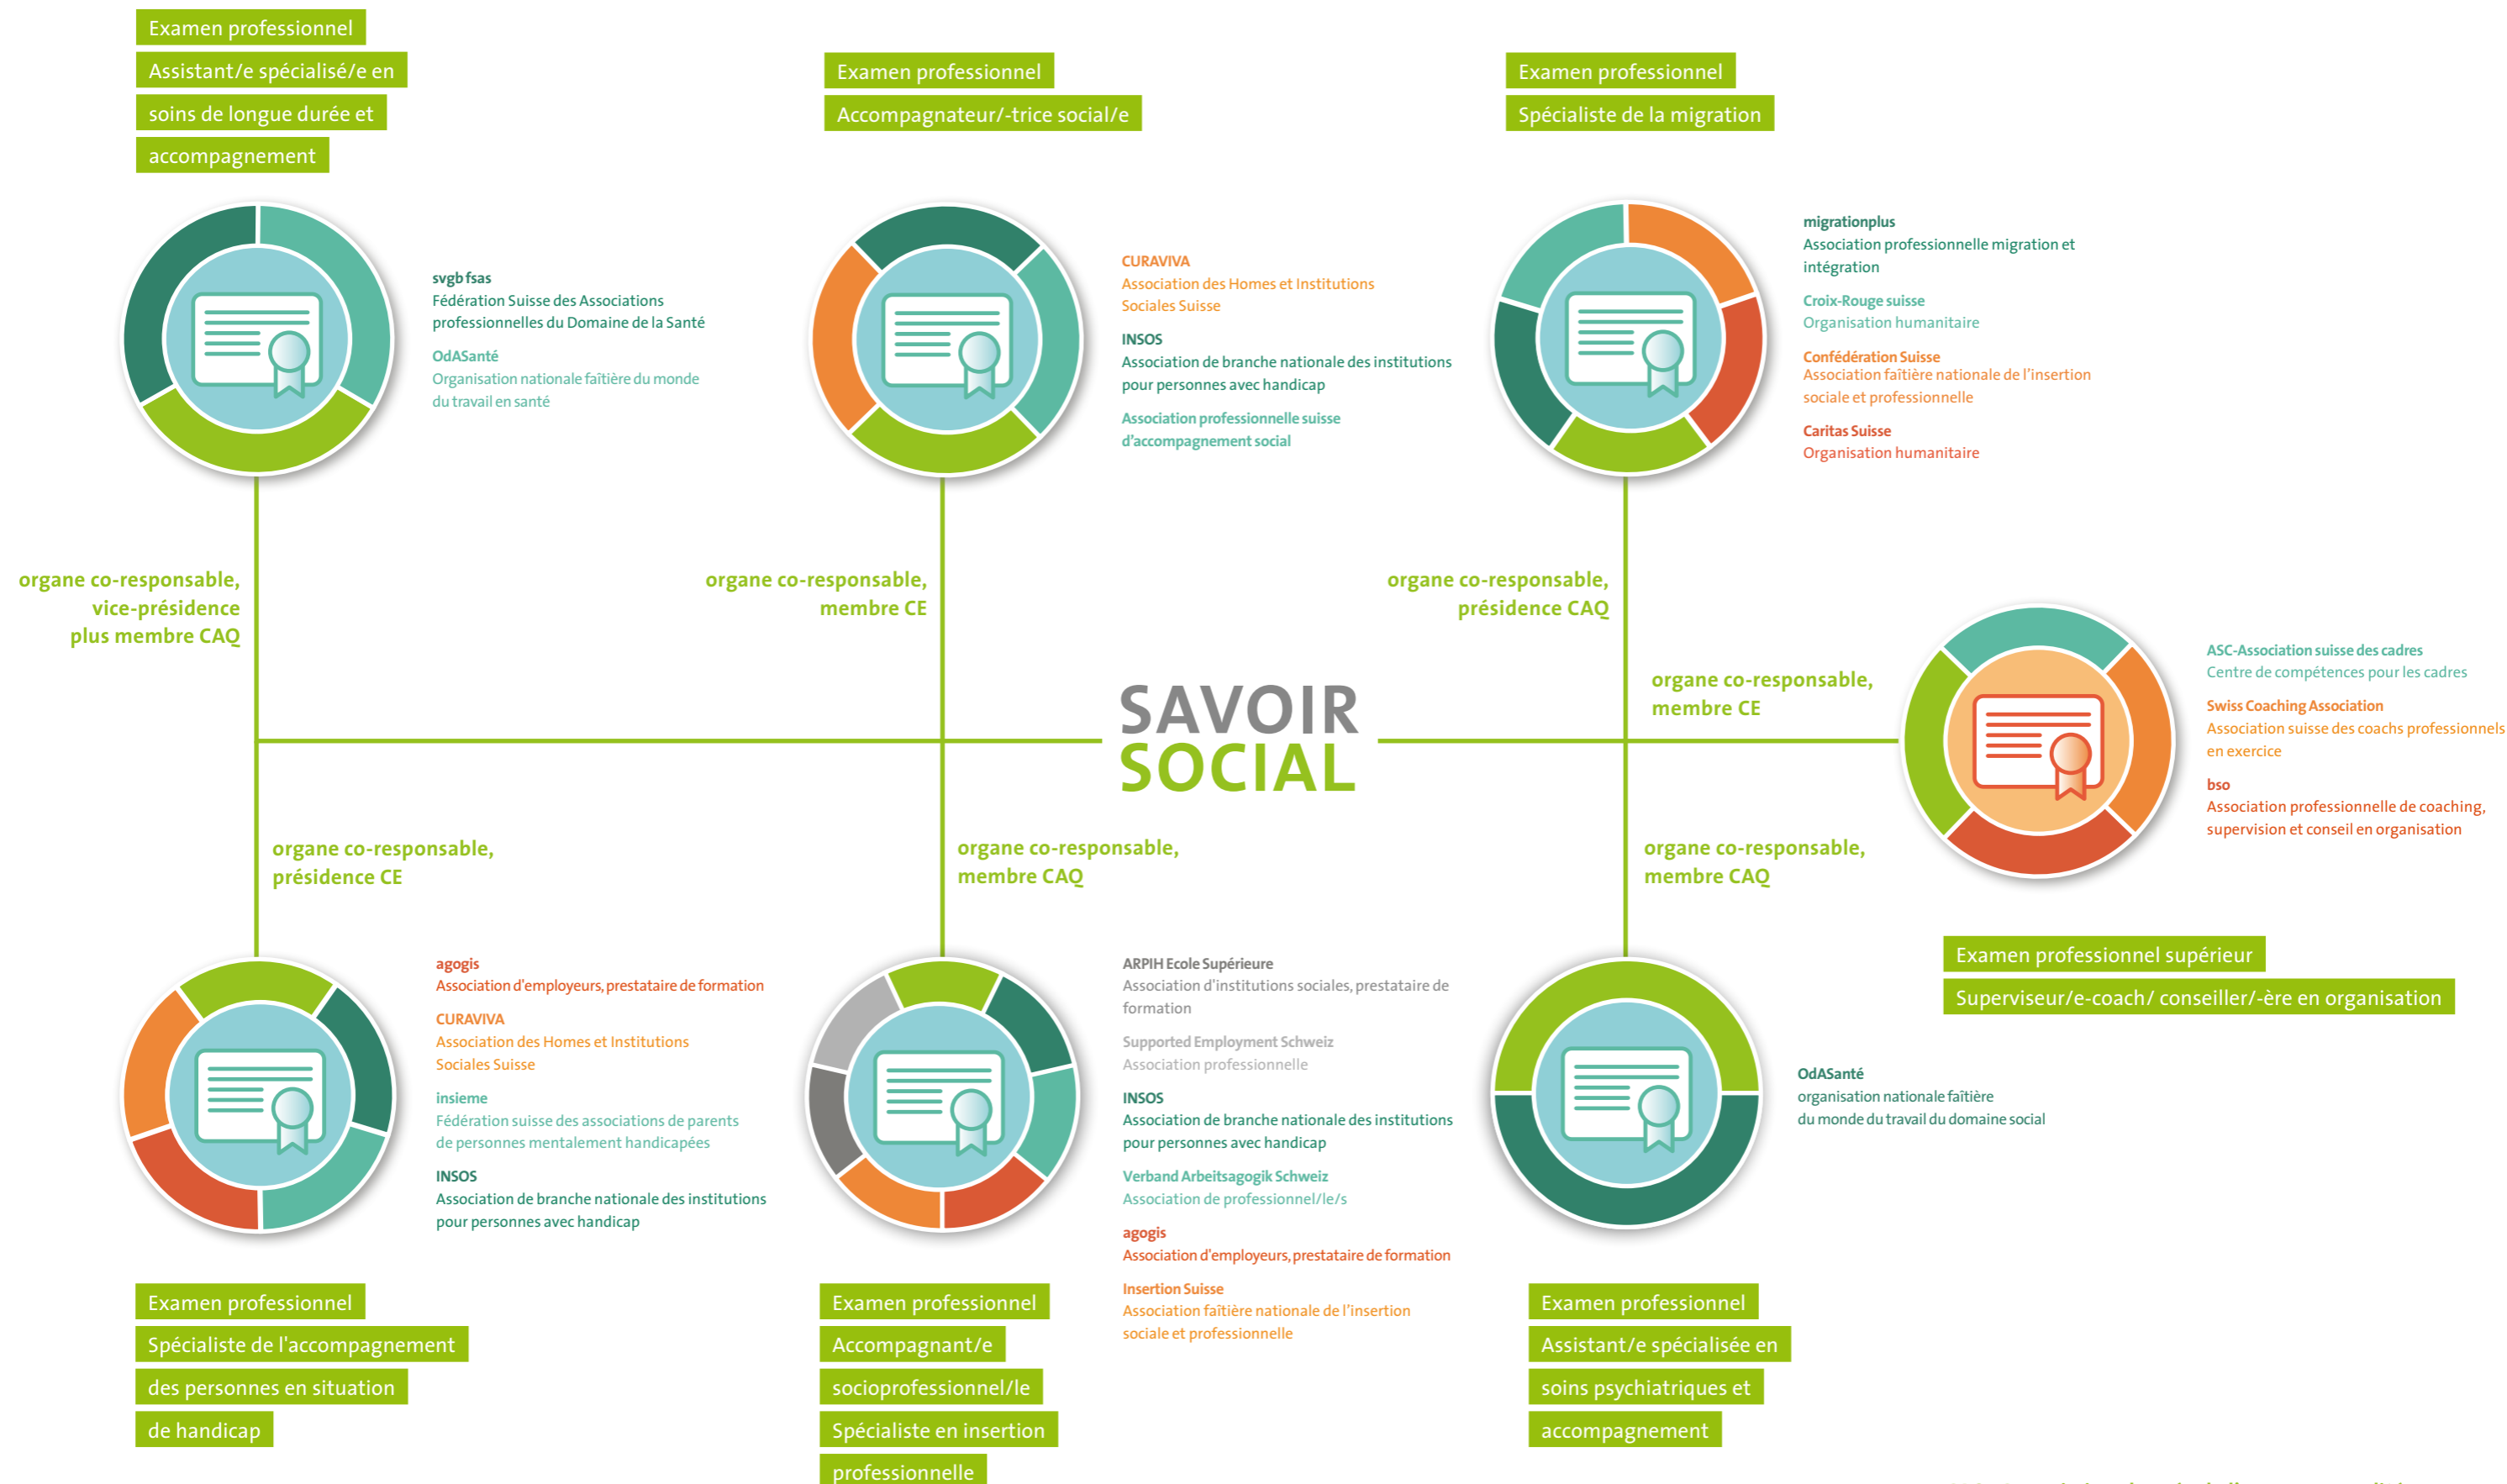 Examen professionnel
Assistant/e spécialisé/e en
soins de longue durée et
accompagnement
svgb fsas
Fédération Suisse des Associations
professionnelles du Domaine de la Santé
OdASanté
Organisation nationale faîtière du monde
du travail en santé
organe co-responsable,
vice-présidence
plus membre CAQ
Examen professionnel
Accompagnateur/-trice social/e
CURAVIVA
Association des Homes et Institutions
Sociales Suisse
INSOS
Association de branche nationale des institutions
pour personnes avec handicap
Association professionnelle suisse
d'accompagnement social
organe co-responsable,
membre CE
Examen professionnel
Spécialiste de la migration
migrationplus
Association professionnelle migration et
intégration
Croix-Rouge suisse
Organisation humanitaire
Confédération Suisse
Association faîtière nationale de l'insertion
sociale et professionnelle
Caritas Suisse
Organisation humanitaire
organe co-responsable,
présidence CAQ
SAVOIR
SOCIAL
organe co-responsable,
membre CE
ASC-Association suisse des cadres
Centre de compétences pour les cadres
Swiss Coaching Association
Association suisse des coachs professionnels
en exercice
bso
Association professionnelle de coaching,
supervision et conseil en organisation
Examen professionnel supérieur
Superviseur/e-coach/ conseiller/-ère en organisation
organe co-responsable,
présidence CE
agogis
Association d'employeurs, prestataire de formation
CURAVIVA
Association des Homes et Institutions
Sociales Suisse
insieme
Fédération suisse des associations de parents
de personnes mentalement handicapées
INSOS
Association de branche nationale des institutions
pour personnes avec handicap
Examen professionnel
Spécialiste de l'accompagnement
des personnes en situation
de handicap
organe co-responsable,
membre CAQ
ARPIH Ecole Supérieure
Association d'institutions sociales, prestataire de
formation
Supported Employment Schweiz
Association professionnelle
INSOS
Association de branche nationale des institutions
pour personnes avec handicap
Verband Arbeitsagogik Schweiz
Association de professionnel/le/s
agogis
Association d'employeurs, prestataire de formation
Insertion Suisse
Association faîtière nationale de l'insertion
sociale et professionnelle
Examen professionnel
Accompagnant/e
socioprofessionnel/le
Spécialiste en insertion
professionnelle
organe co-responsable,
membre CAQ
OdASanté
organisation nationale faîtière
du monde du travail du domaine social
Examen professionnel
Assistant/e spécialisée en
soins psychiatriques et
accompagnement